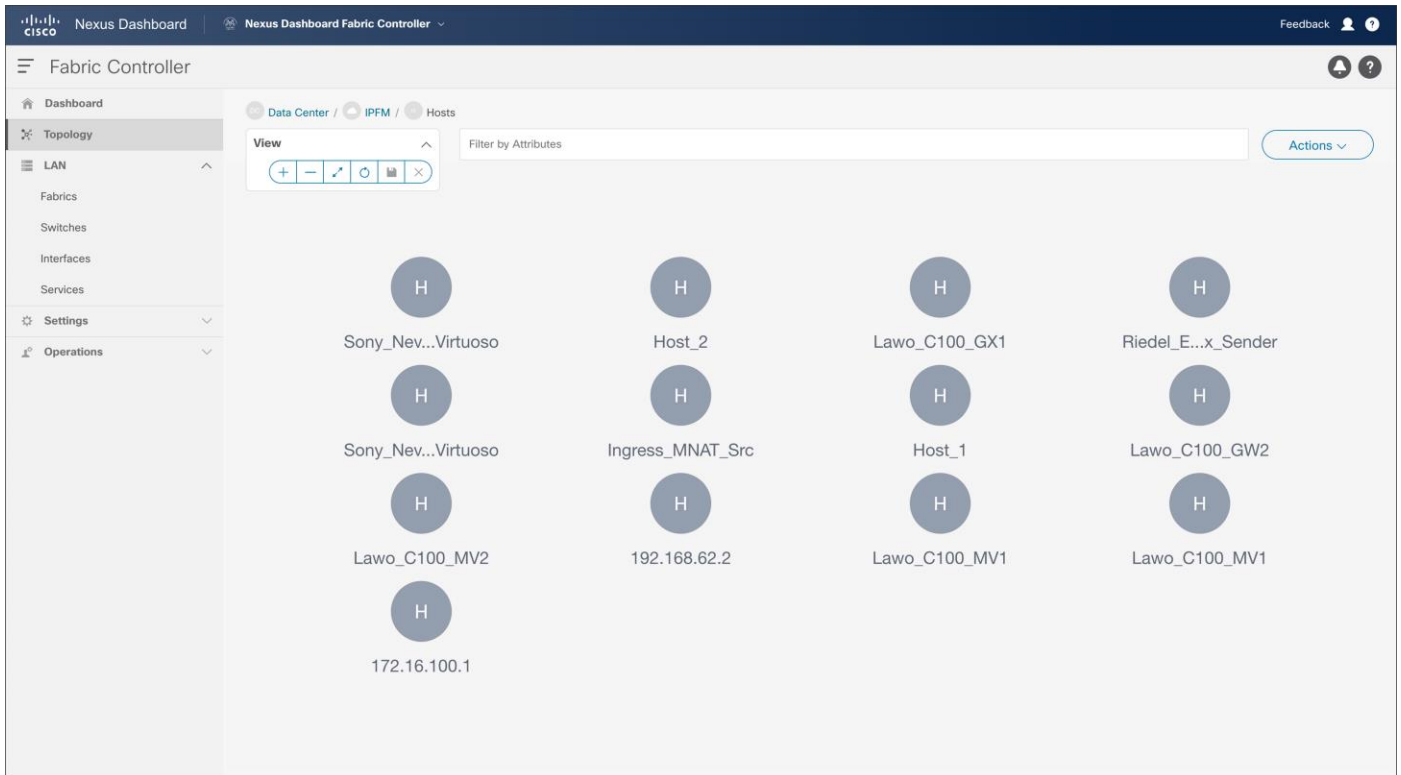 CISCO Nexus Dashboard Nexus Dashboard Fabric Controller Feedback ?
Fabric Controller ?
Dashboard
Data Center / IPFM / Hosts
Topology
View Filter by Attributes Actions
LAN
Fabrics
Switches
Interfaces
Services
Settings
Operations
H H H H
Sony_Nev...Virtuoso Host_2 Lawo_C100_GX1 Riedel_E...x_Sender
H H H H
Sony_Nev...Virtuoso Ingress_MNAT_Src Host_1 Lawo_C100_GW2
H H H H
Lawo_C100_MV2 192.168.62.2 Lawo_C100_MV1 Lawo_C100_MV1
H
172.16.100.1